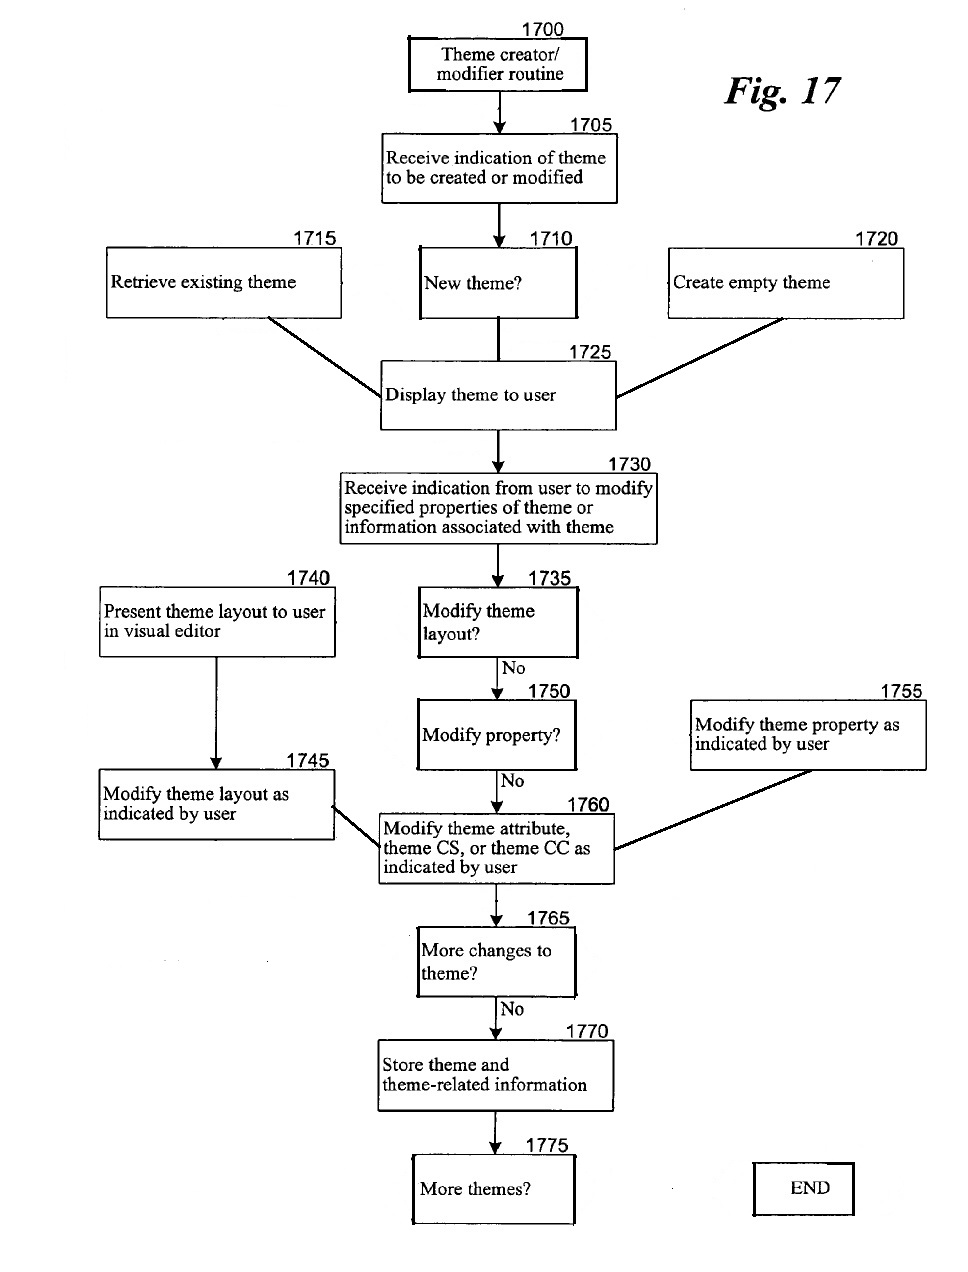 1700
Theme creator/
modifier routine
Fig. 17
1705
Receive indication of theme
to be created or modified
1715
Retrieve existing theme
1710
New theme?
1720
Create empty theme
1725
Display theme to user
1730
Receive indication from user to modify
specified properties of theme or
information associated with theme
1740
Present theme layout to user
in visual editor
1735
Modify theme
layout?
No
1750
Modify property?
No
1755
Modify theme property as
indicated by user
1745
Modify theme layout as
indicated by user
1760
Modify theme attribute,
theme CS, or theme CC as
indicated by user
1765
More changes to
theme?
No
1770
Store theme and
theme-related information
1775
More themes?
END